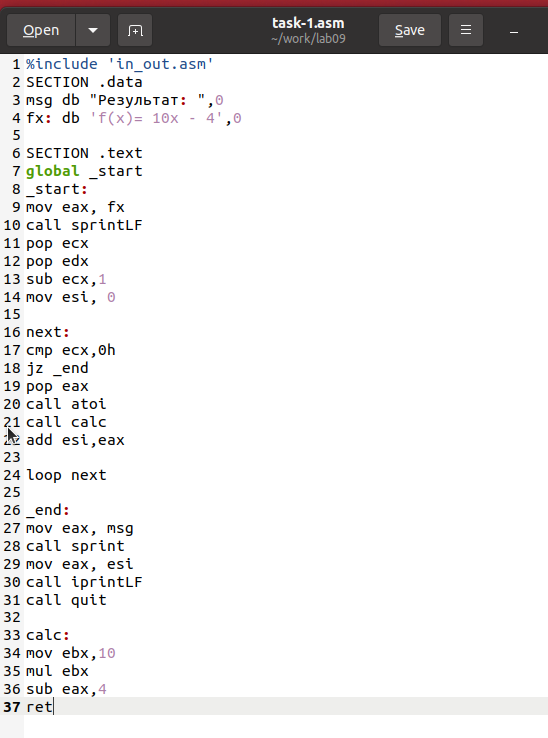 Open
task-1.asm
~/work/lab09
Save
1 %include 'in_out.asm'
2 SECTION .data
3 msg db "Результат: ",0
4 fx: db 'f(x)= 10x - 4',0
5
6 SECTION .text
7 global _start
8 _start:
9 mov eax, fx
10 call sprintLF
11 pop ecx
12 pop edx
13 sub ecx,1
14 mov esi, 0
15
16 next:
17 cmp ecx,0h
18 jz _end
19 pop eax
20 call atoi
21 call calc
22 add esi,eax
23
24 loop next
25
26 _end:
27 mov eax, msg
28 call sprint
29 mov eax, esi
30 call iprintLF
31 call quit
32
33 calc:
34 mov ebx,10
35 mul ebx
36 sub eax,4
37 ret